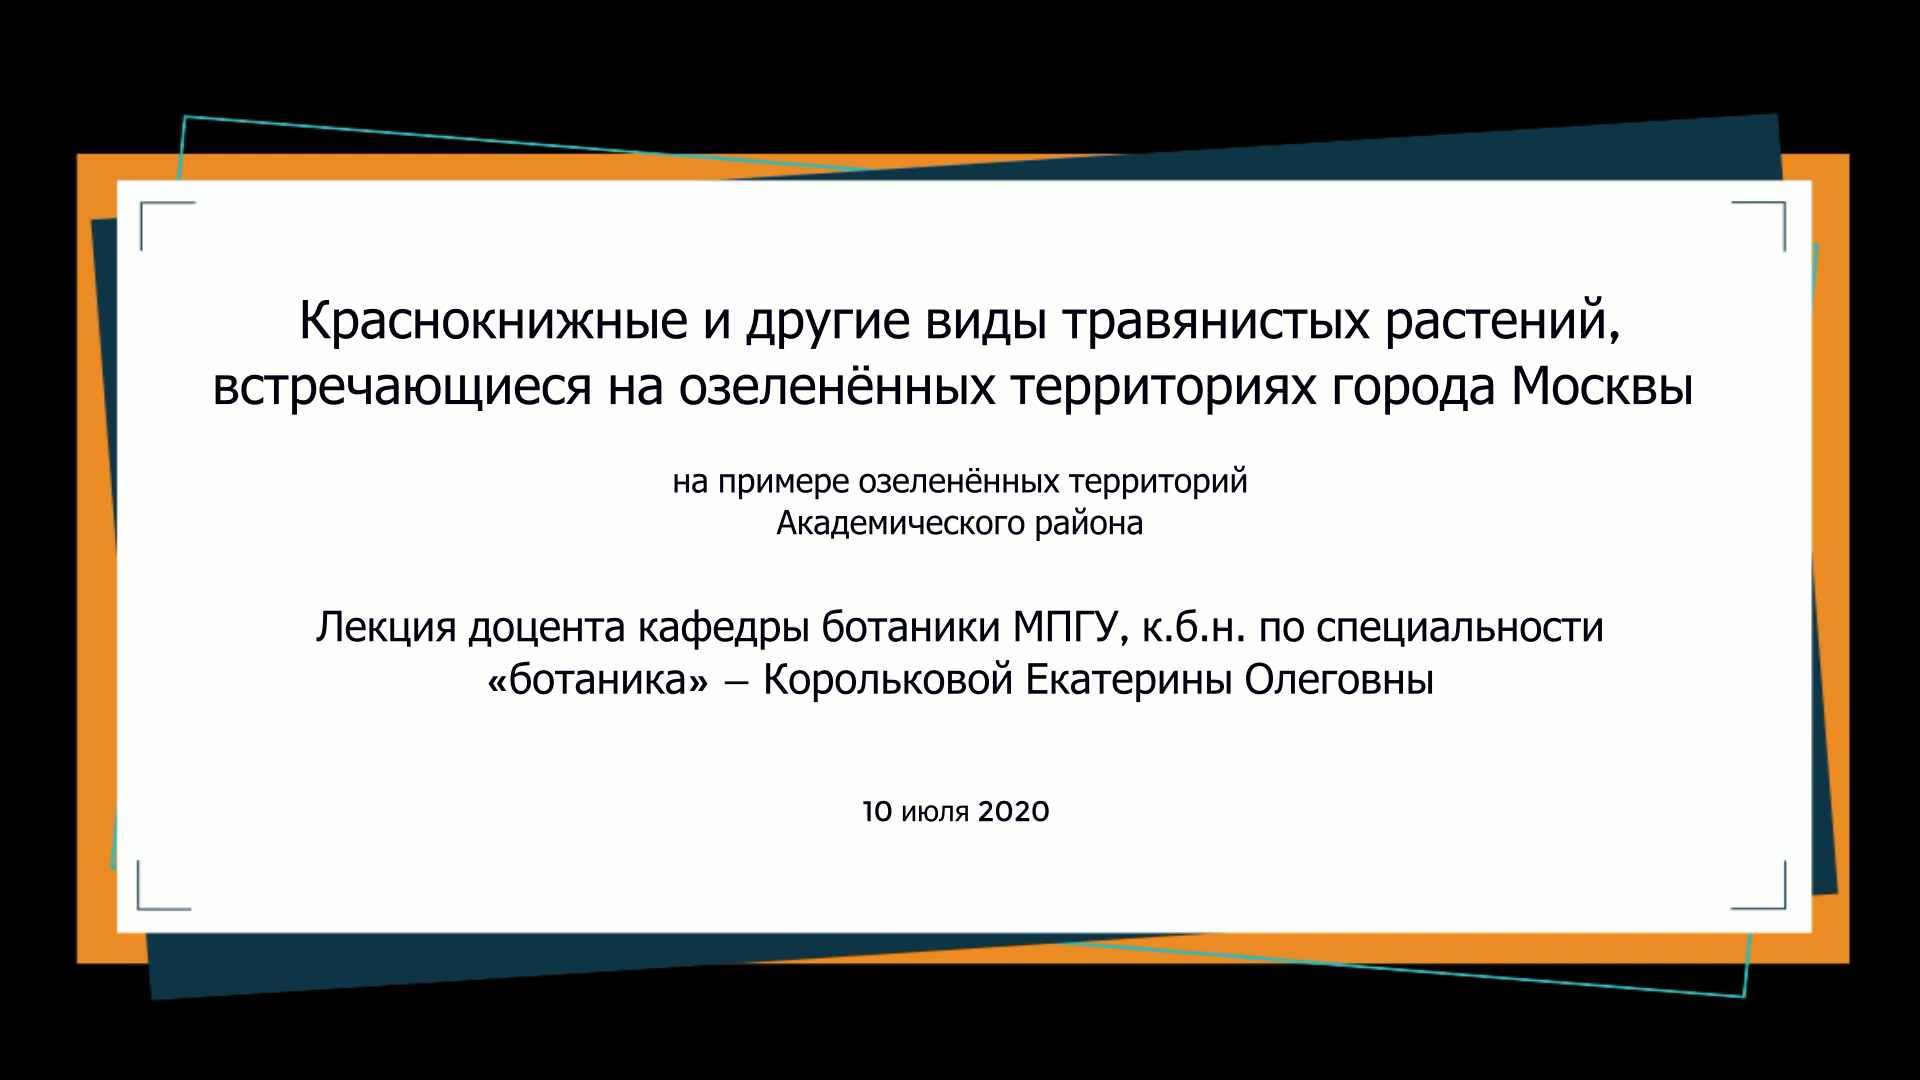 Краснокнижные и другие виды травянистых растений,
встречающиеся на озеленённых территориях города Москвы
на примере озеленённых территорий
Академического района
Лекция доцента кафедры ботаники МПГУ, к.б.н. по специальности
«ботаника» – Корольковой Екатерины Олеговны
10 июля 2020